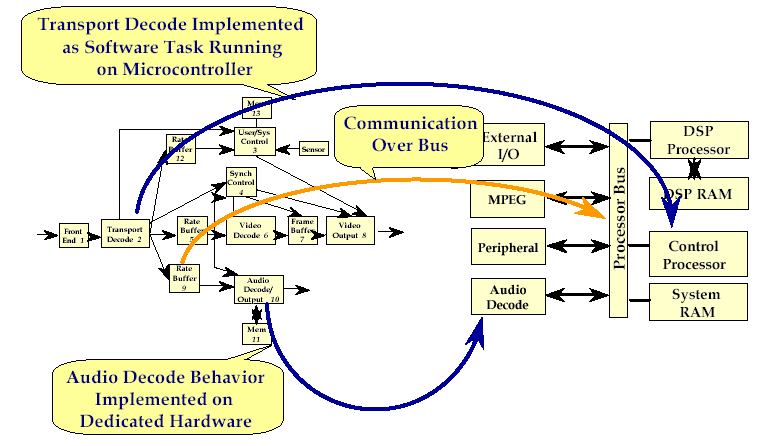 Transport Decode Implemented
as Software Task Running
on Microcontroller
Communication
Over Bus
13
User/Sys
Control
3
Sensor
Rate
Buffer
12
Synch
Control
4
Front
End 1
Transport
Decode 2
Rate
Buffer
5
Video
Decode 6
Frame
Buffer
7
Video
Output 8
Rate
Buffer
9
Audio
Decode/
Output 10
Mem
11
Audio Decode Behavior
Implemented on
Dedicated Hardware
External
I/O
MPEG
Peripheral
Audio
Decode
Processor Bus
DSP
Processor
DSP RAM
Control
Processor
System
RAM